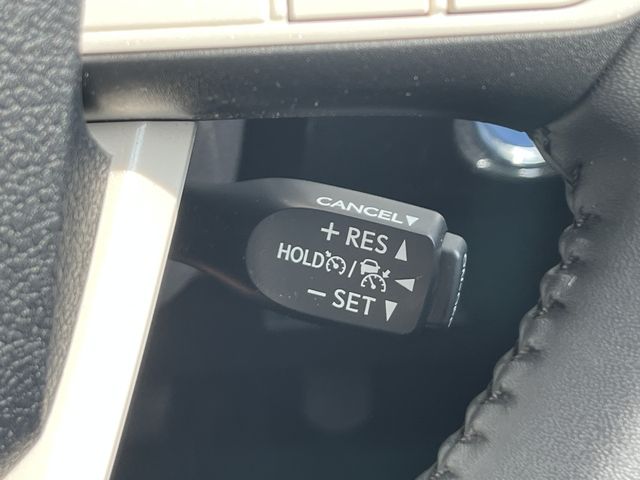 CANCEL▼
+ RES ▲
HOLD /
− SET ▼